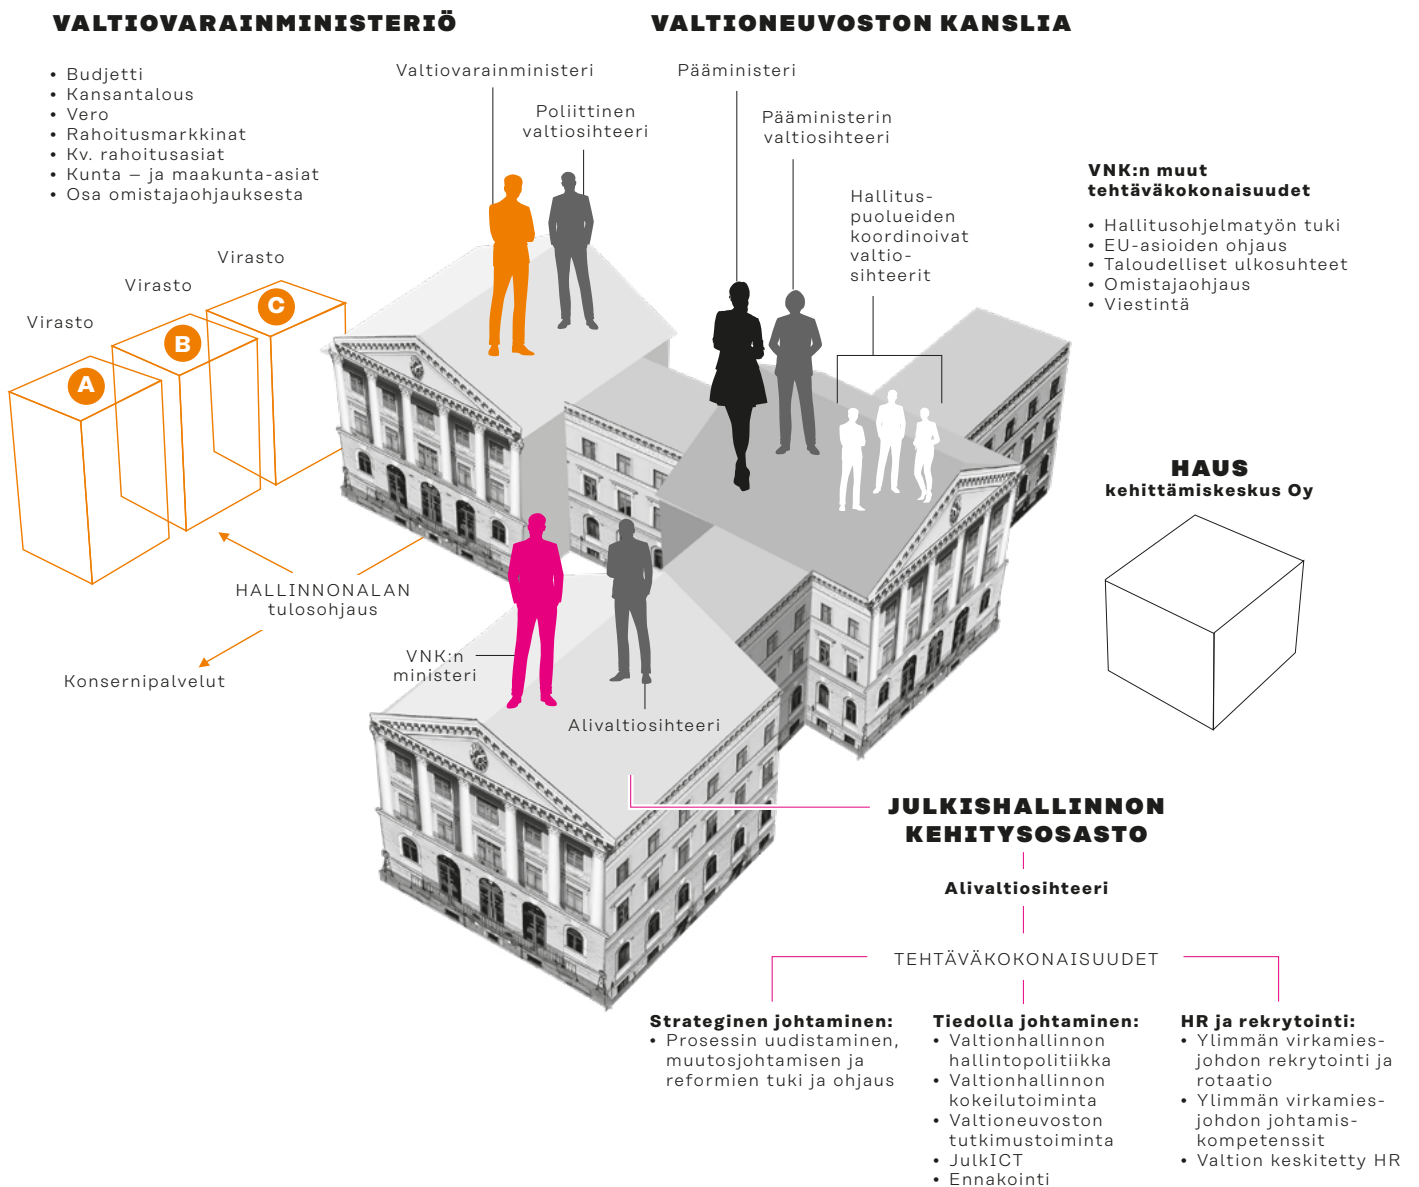 VALTIOVARAINMINISTERIÖ
• Budjetti
• Kansantalous
• Vero
• Rahoitusmarkkinat
• Kv. rahoitusasiat
• Kunta – ja maakunta-asiat
• Osa omistajaohjauksesta
Valtiovarainministeri
Poliittinen
valtiosihteeri
VALTIONEUVOSTON KANSLIA
Pääministeri
Pääministerin
valtiosihteeri
Hallitus-
puolueiden
koordinoivat
valtio-
sihteerit
VNK:n muut
tehtäväkokonaisuudet
• Hallitusohjelmatyön tuki
• EU-asioiden ohjaus
• Taloudelliset ulkosuhteet
• Omistajaohjaus
• Viestintä
Virasto
Virasto
Virasto
A
B
C
HALLINNONALAN
tulosohjaus
Konsernipalvelut
HAUS
kehittämiskeskus Oy
VNK:n
ministeri
Alivaltiosihteeri
JULKISHALLINNON
KEHITYSOSASTO
Alivaltiosihteeri
TEHTÄVÄKOKONAISUUDET
Strateginen johtaminen:
• Prosessin uudistaminen,
muutosjohtamisen ja
reformien tuki ja ohjaus
Tiedolla johtaminen:
• Valtionhallinnon
hallintopolitiikka
• Valtionhallinnon
kokeilutoiminta
• Valtioneuvoston
tutkimustoiminta
• JulkICT
• Ennakointi
HR ja rekrytointi:
• Ylimmän virkamies-
johdon rekrytointi ja
rotaatio
• Ylimmän virkamies-
johdon johtamis-
kompetenssit
• Valtion keskitetty HR